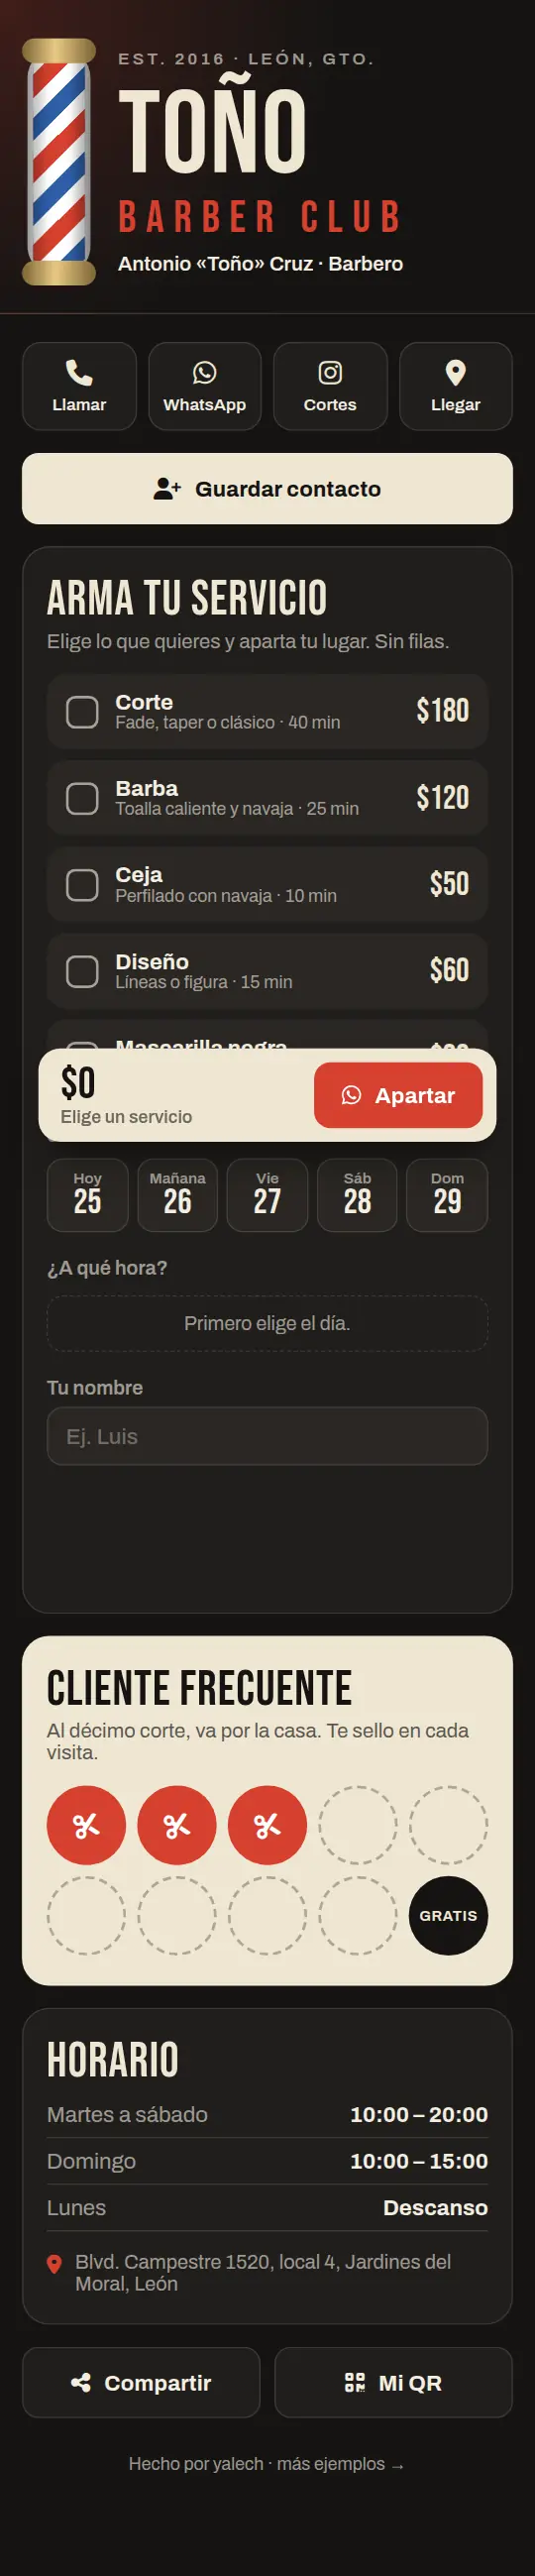 EST. 2016 · LEÓN, GTO.
TOÑO
BARBER CLUB
Antonio «Toño» Cruz · Barbero
Llamar
WhatsApp
Cortes
Llegar
Guardar contacto
ARMA TU SERVICIO
Elige lo que quieres y aparta tu lugar. Sin filas.
Corte
$180
Fade, taper o clásico · 40 min
Barba
$120
Toalla caliente y navaja · 25 min
Ceja
$50
Perfilado con navaja · 10 min
Diseño
$60
Líneas o figura · 15 min
Mascarilla negra
$0
Elige un servicio
Apartar
Hoy
25
Mañana
26
Vie
27
Sáb
28
Dom
29
¿A qué hora?
Primero elige el día.
Tu nombre
Ej. Luis
CLIENTE FRECUENTE
Al décimo corte, va por la casa. Te sello en cada
visita.
GRATIS
HORARIO
Martes a sábado
10:00 – 20:00
Domingo
10:00 – 15:00
Lunes
Descanso
Blvd. Campestre 1520, local 4, Jardines del
Moral, León
Compartir
Mi QR
Hecho por yalech · más ejemplos →